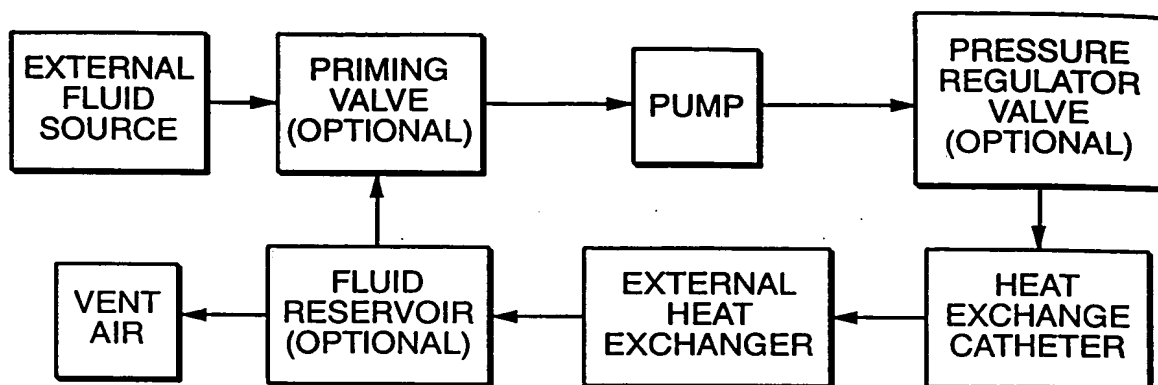 EXTERNAL
FLUID
SOURCE
PRIMING
VALVE
(OPTIONAL)
PUMP
PRESSURE
REGULATOR
VALVE
(OPTIONAL)
VENT
AIR
FLUID
RESERVOIR
(OPTIONAL)
EXTERNAL
HEAT
EXCHANGER
HEAT
EXCHANGE
CATHETER